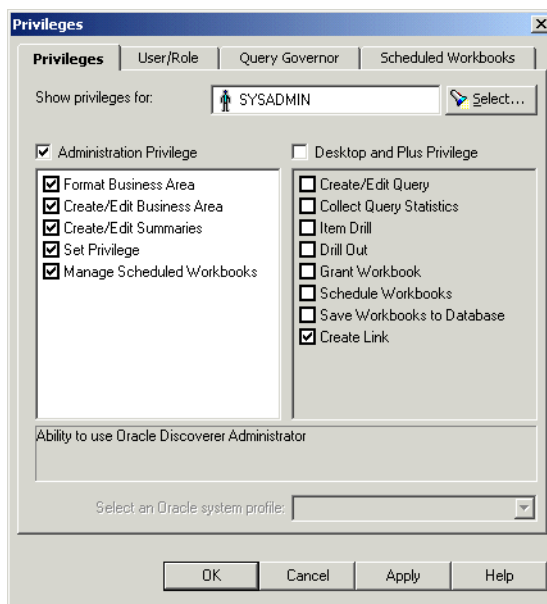 Privileges
Privileges User/Role Query Governor Scheduled Workbooks
Show privileges for: SYSADMIN Select...
Administration Privilege
Format Business Area
Create/Edit Business Area
Create/Edit Summaries
Set Privilege
Manage Scheduled Workbooks
Desktop and Plus Privilege
Create/Edit Query
Collect Query Statistics
Item Drill
Drill Out
Grant Workbook
Schedule Workbooks
Save Workbooks to Database
Create Link
Ability to use Oracle Discoverer Administrator
Select an Oracle system profile:
OK Cancel Apply Help